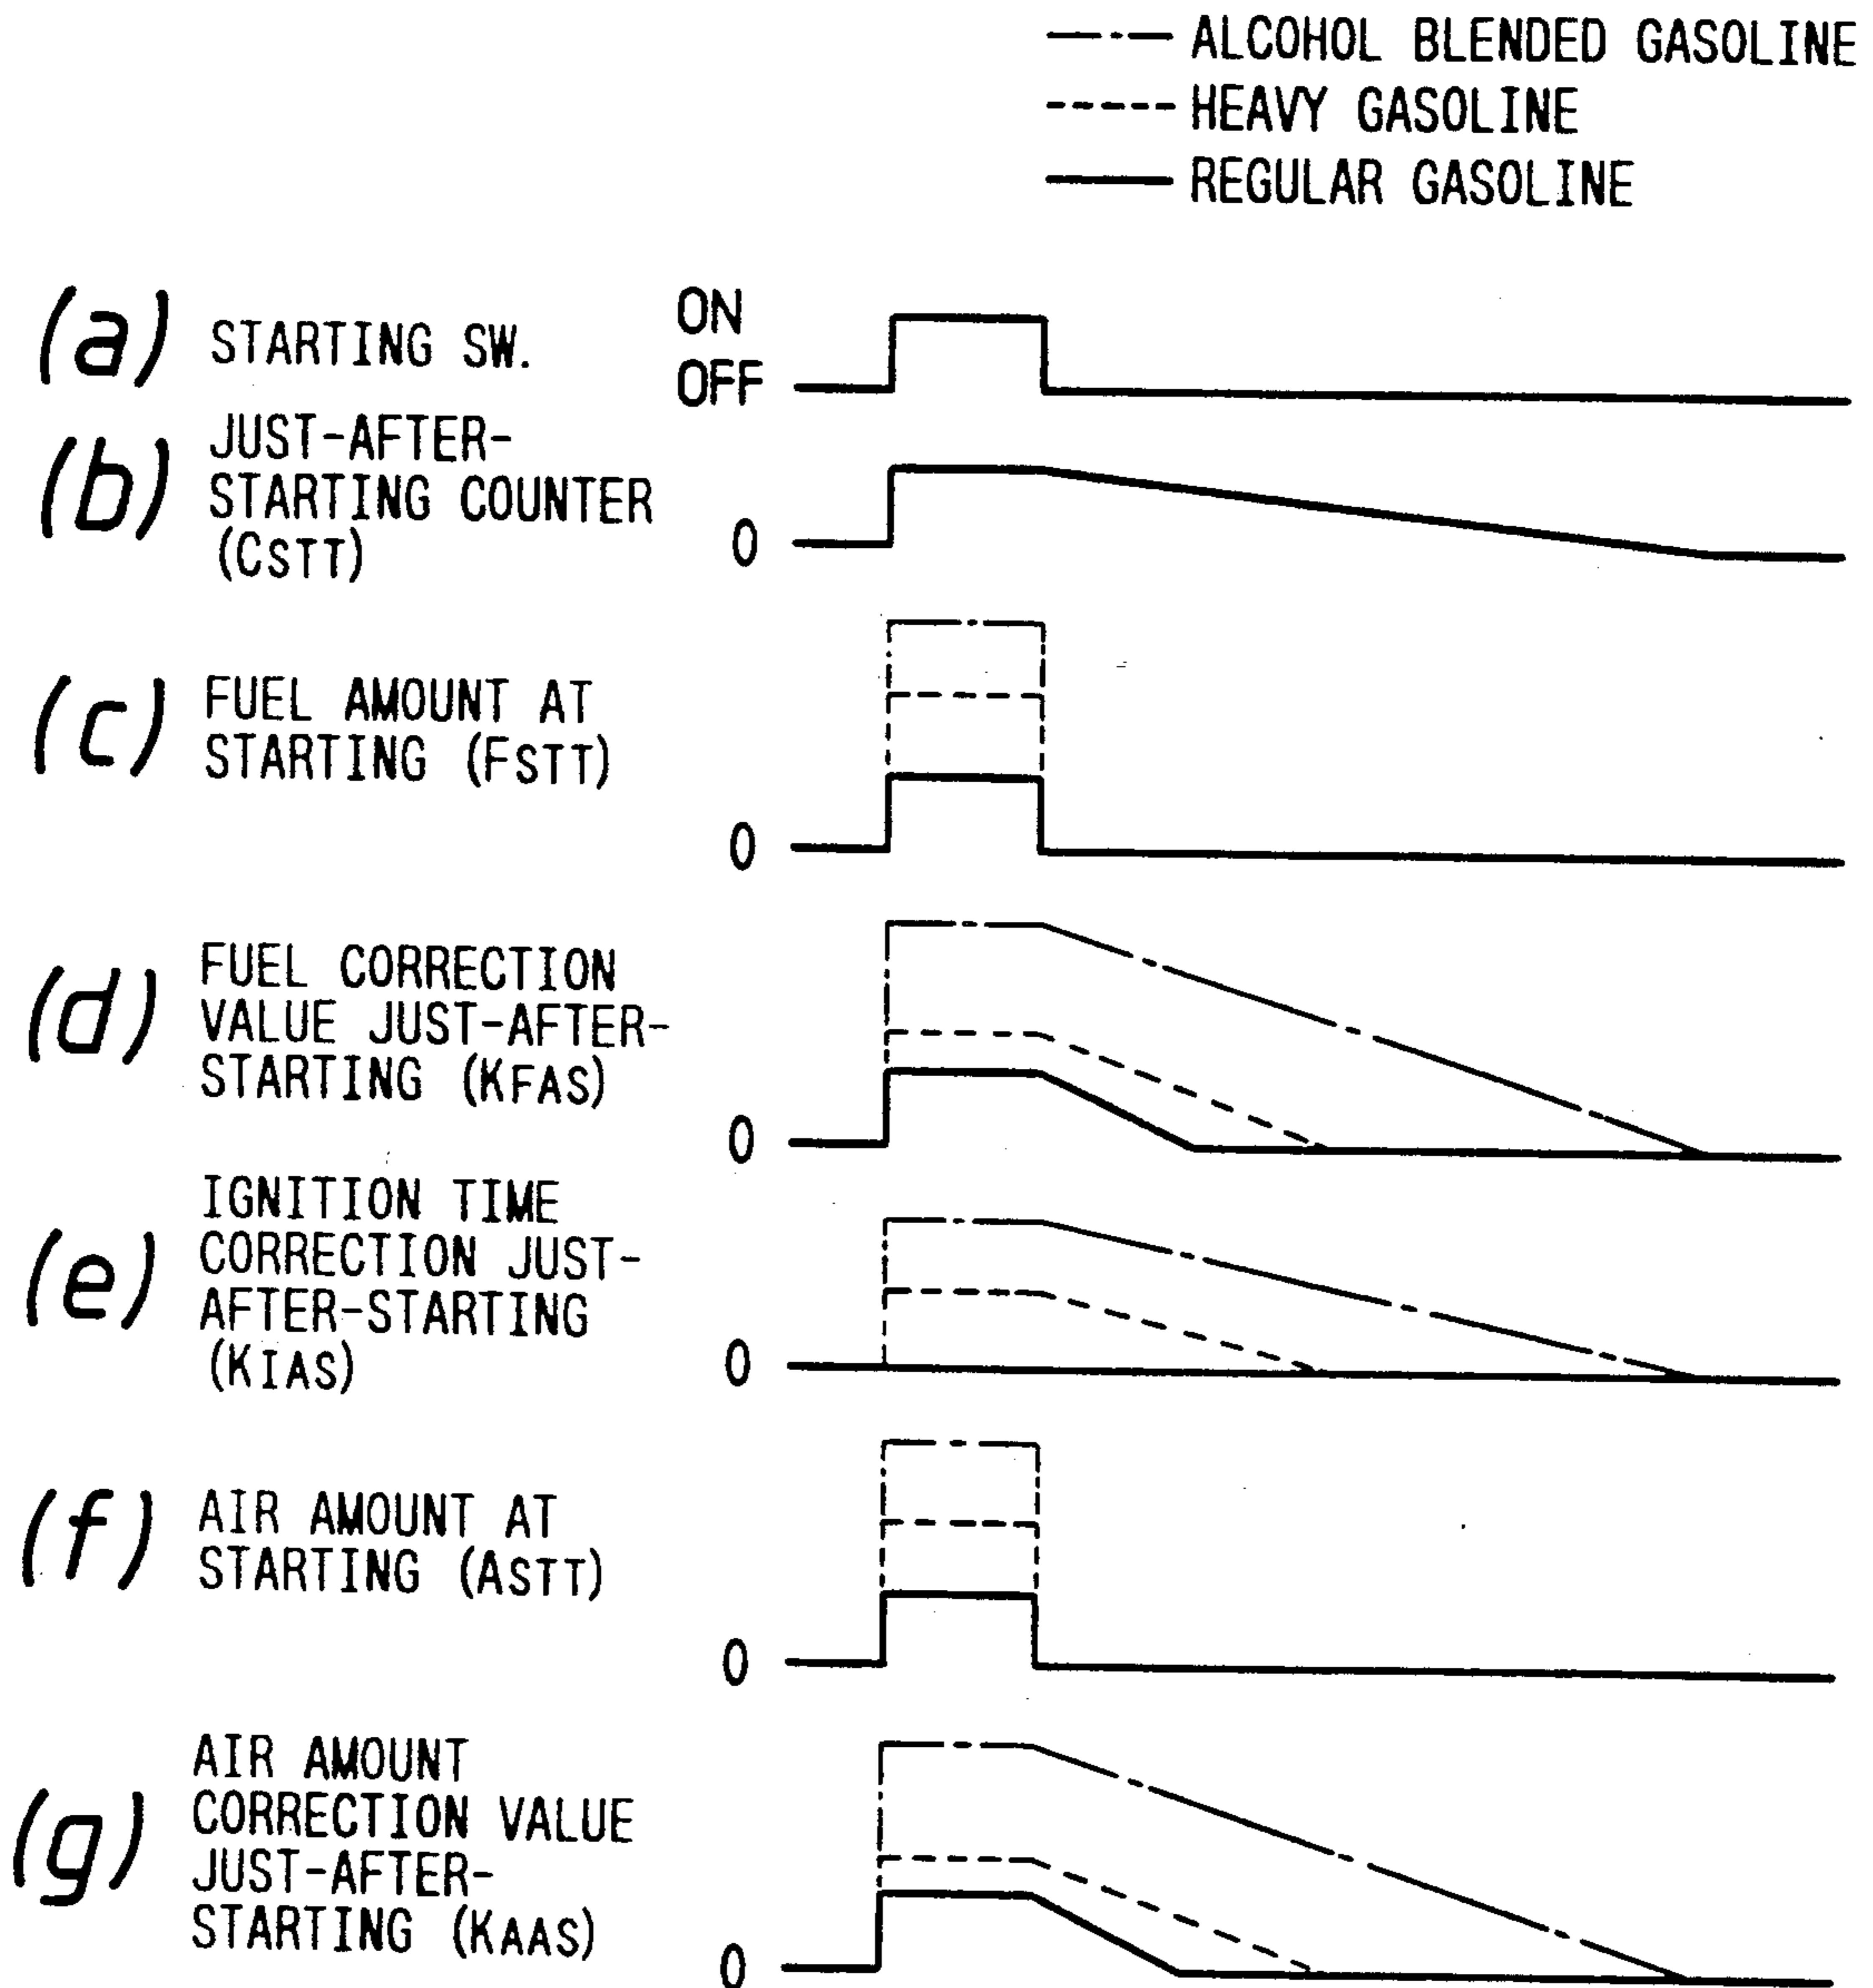 ALCOHOL BLENDED GASOLINE
HEAVY GASOLINE
REGULAR GASOLINE
(a) STARTING SW.
ON
OFF
(b) JUST-AFTER-
STARTING COUNTER
(CSTT)
0
(c) FUEL AMOUNT AT
STARTING (FSTT)
0
(d) FUEL CORRECTION
VALUE JUST-AFTER-
STARTING (KFAS)
0
(e) IGNITION TIME
CORRECTION JUST-
AFTER-STARTING
(KIAS)
0
(f) AIR AMOUNT AT
STARTING (ASTT)
0
(g) AIR AMOUNT
CORRECTION VALUE
JUST-AFTER-
STARTING (KAAS)
0